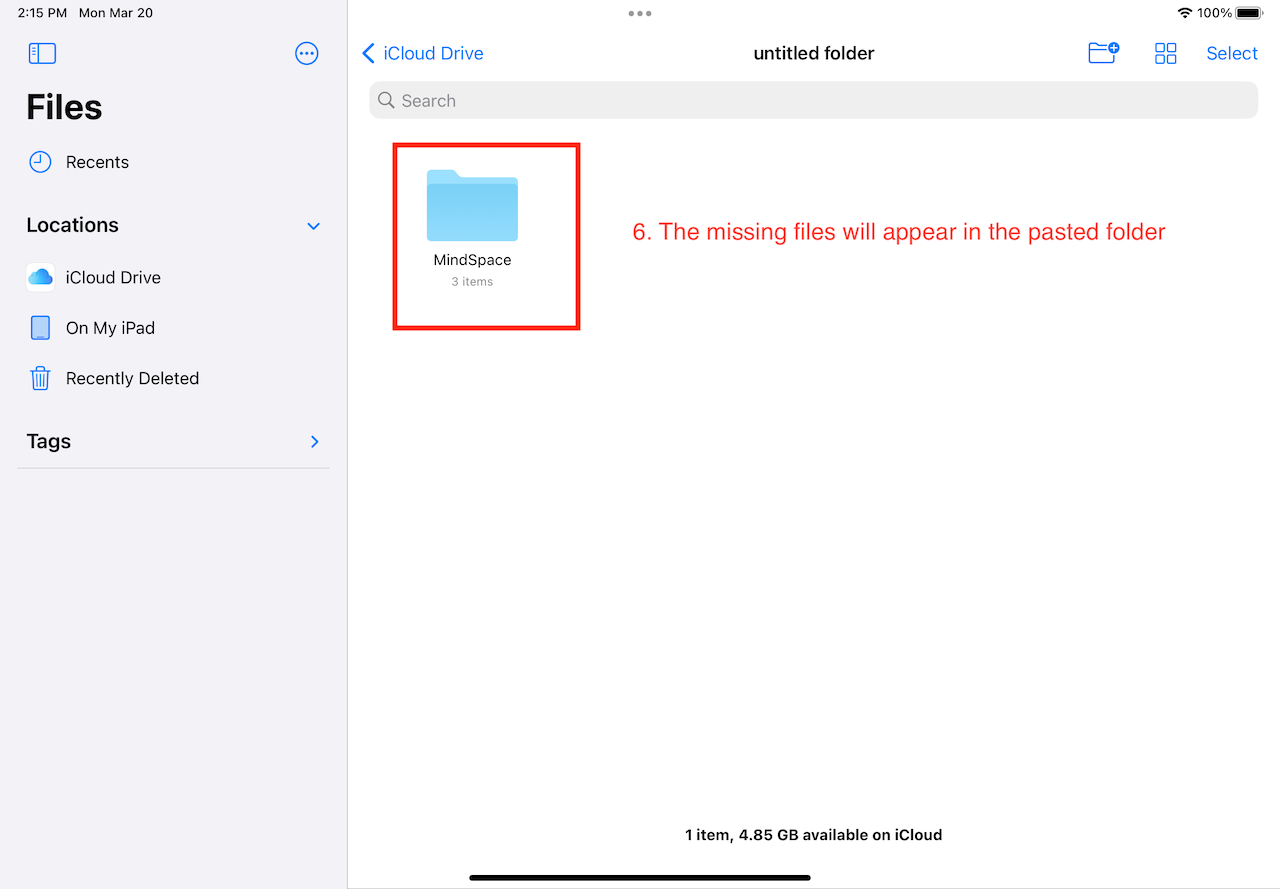 2:15 PM Mon Mar 20
100%
Files
Recents
Locations
iCloud Drive
On My iPad
Recently Deleted
Tags
iCloud Drive
untitled folder
Select
Search
MindSpace
3 items
6. The missing files will appear in the pasted folder
1 item, 4.85 GB available on iCloud